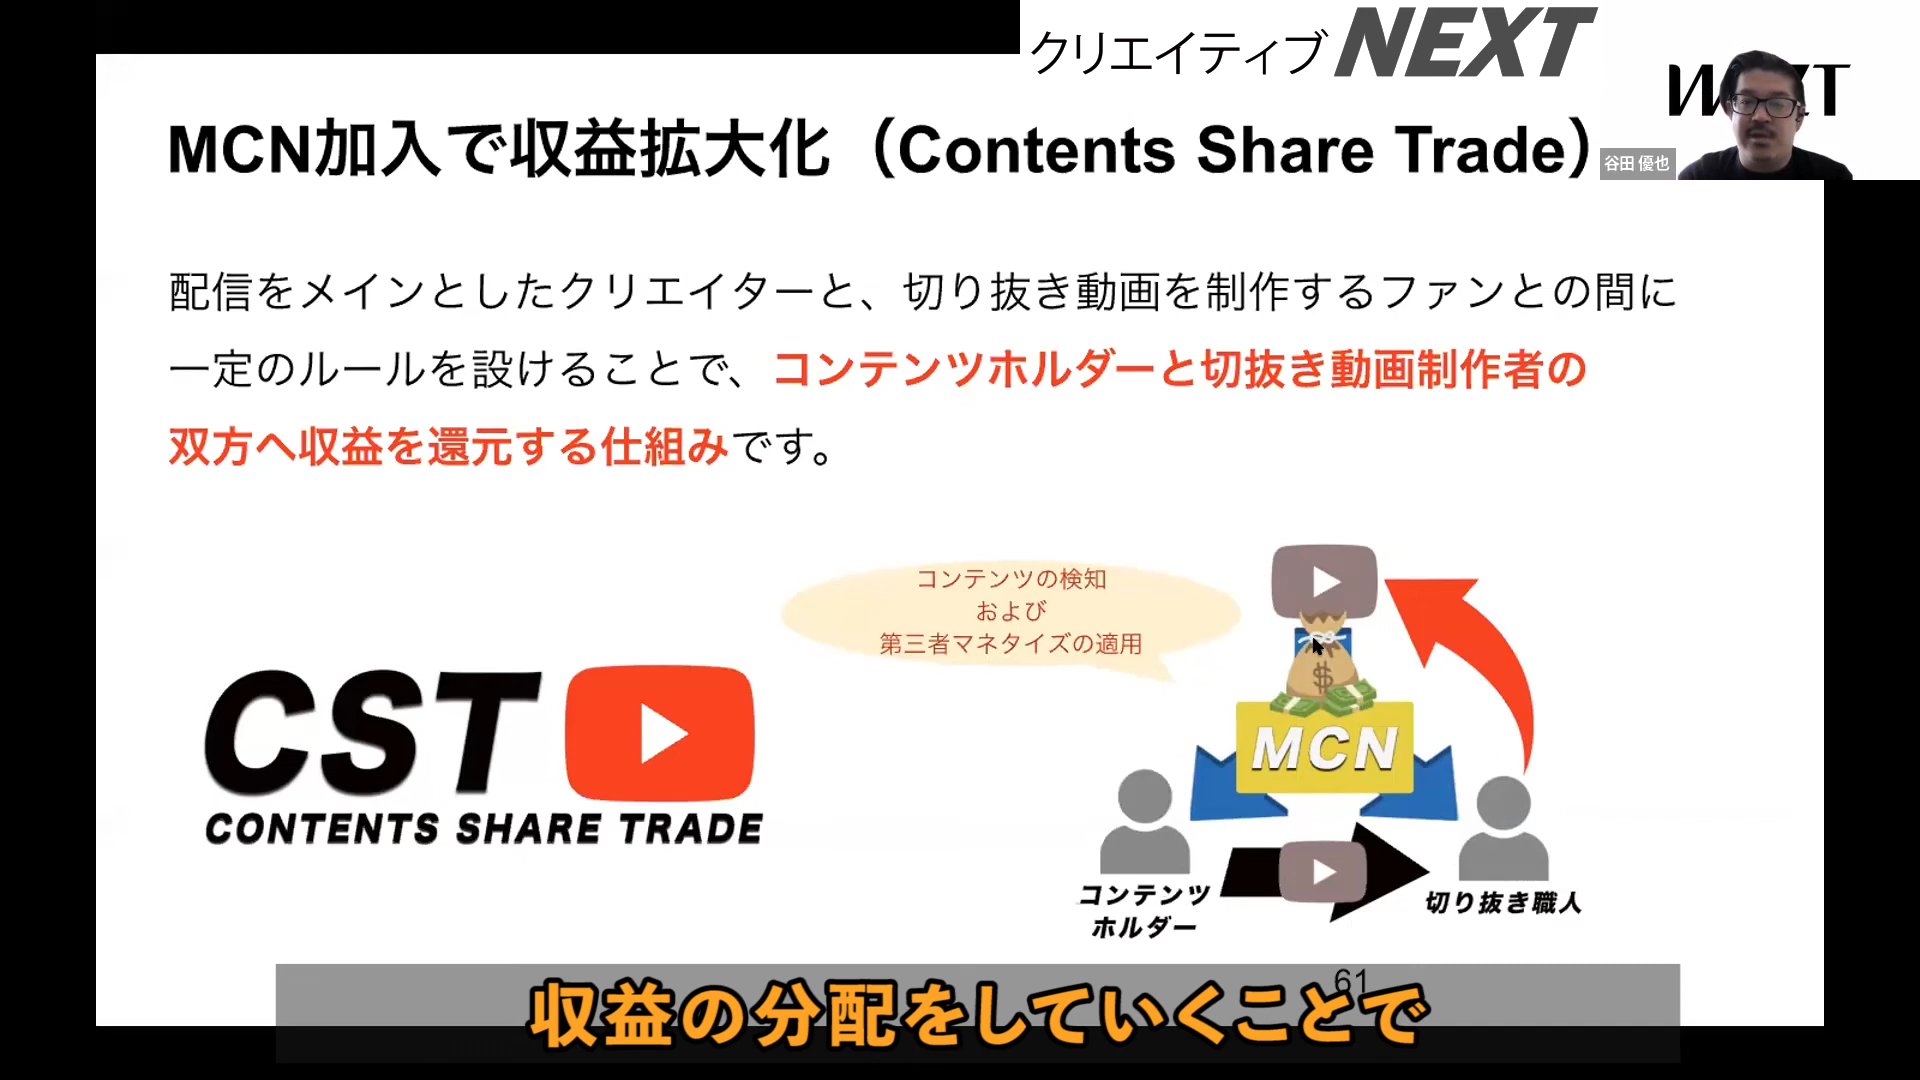 クリエイティブNEXT
谷田 優也
MCN加入で収益拡大化（Contents Share Trade）
配信をメインとしたクリエイターと、切り抜き動画を制作するファンとの間に
一定のルールを設けることで、コンテンツホルダーと切抜き動画制作者の
双方へ収益を還元する仕組みです。
コンテンツの検知
および
第三者マネタイズの適用
CST
CONTENTS SHARE TRADE
$
MCN
コンテンツ
ホルダー
切り抜き職人
61
収益の分配をしていくことで